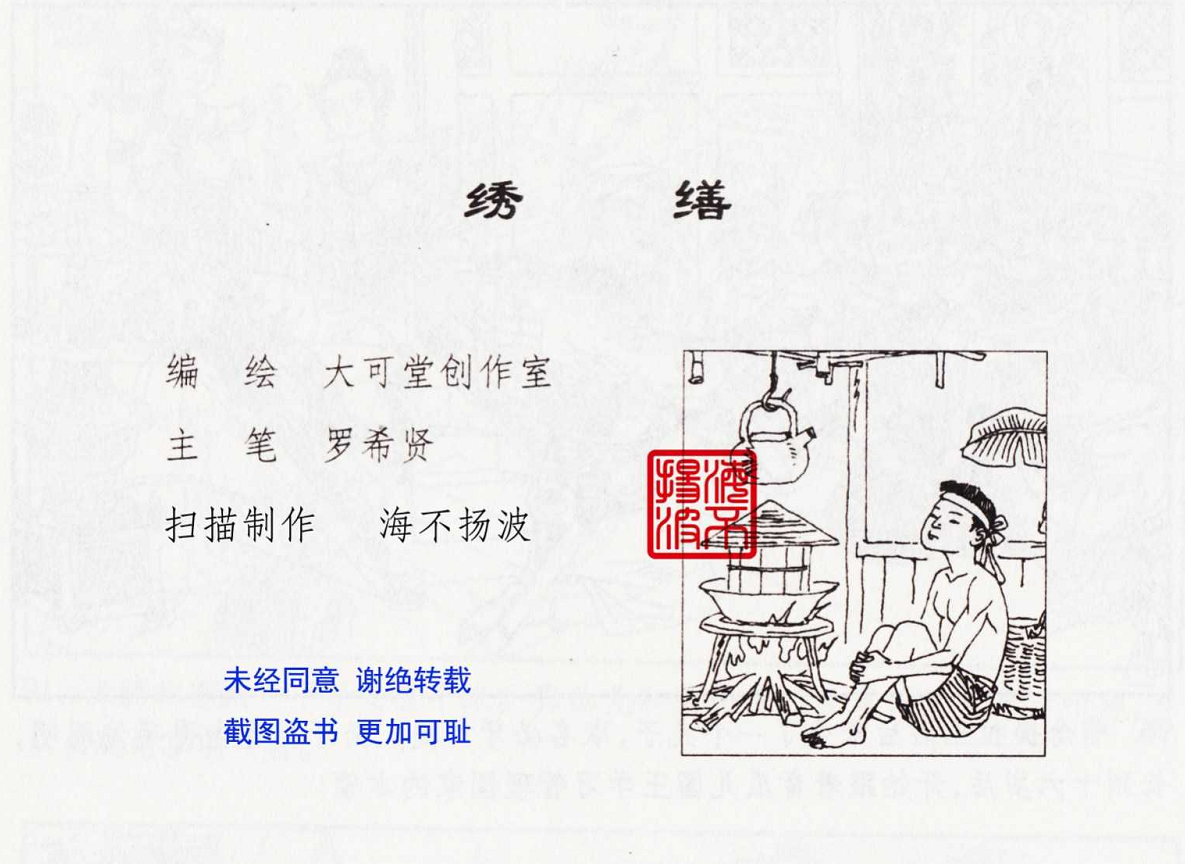 绣 缮
编 绘 大可堂创作室
主 笔 罗希贤
扫描制作 海不扬波
海不扬波
未经同意 谢绝转载
截图盗书 更加可耻